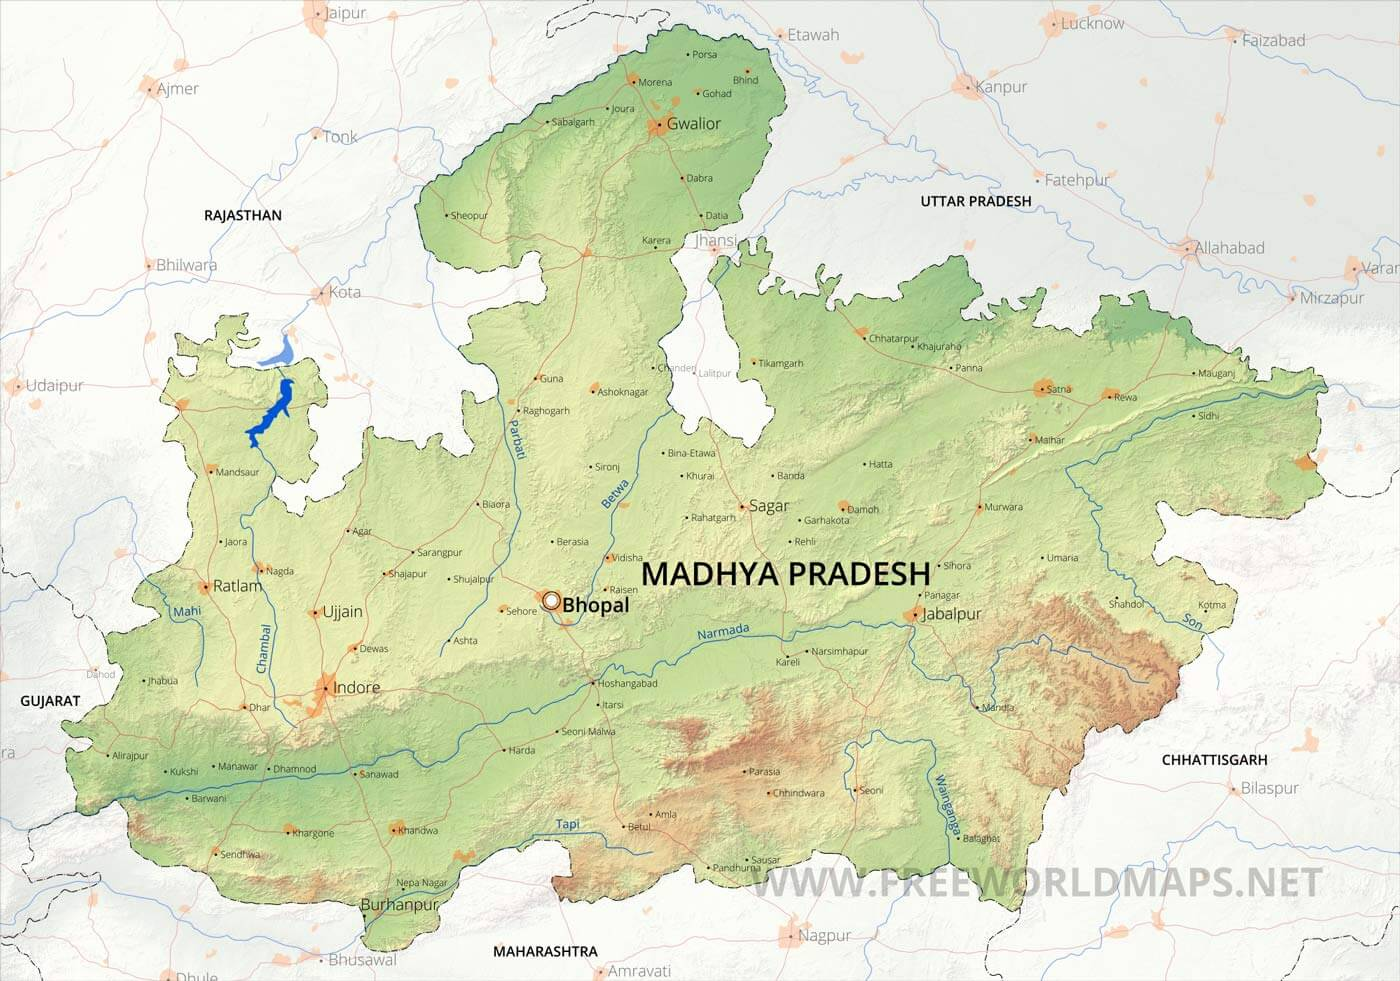 Jaipur
Lucknow
Etawah
Faizabad
Porsa
Bhind
Morena
Gohad
Kanpur
Ajmer
Joura
Sabalgarh
Gwalior
Tonk
Dabra
Fatehpur
Sheopur
Datia
RAJASTHAN
UTTAR PRADESH
Karera
Jhansi
Allahabad
Bhilwara
Varan
Kota
Mirzapur
Chhatarpur
Khajuraho
Tikamgarh
Panna
Chanderi
Lalitpur
Mauganj
Guna
Udaipur
Ashoknagar
Satna
Rewa
Raghogarh
Sidhi
Parbati
Maihar
Bina-Etawa
Mandsaur
Sironj
Hatta
Khurai
Banda
Betwa
Biaora
Sagar
Damoh
Murwara
Rahatgarh
Garhakota
Agar
Jaora
Berasia
Rehli
Sarangpur
Vidisha
Umaria
Nagda
Shajapur
Shujalpur
MADHYA PRADESH
Sihora
Ratlam
Raisen
Panagar
Mahi
Ujjain
Sehore
Bhopal
Jabalpur
Shahdol
Kotma
Son
Chambal
Ashta
Narmada
Dewas
Narsimhapur
Kareli
Dahod
Jhabua
Indore
Hoshangabad
GUJARAT
Dhar
Itarsi
Mandla
Seoni Malwa
ra
Alirajpur
Harda
Kukshi
Manawar
Dhamnod
Sanawad
Parasia
CHHATTISGARH
Barwani
Chhindwara
Seoni
Wainganga
Bilaspur
Amla
Khargone
Khandwa
Tapi
Betul
Balaghat
Sendhwa
Sausar
Pandhurna
Nepa Nagar
WWW.FREEWORLDMAPS.NET
Burhanpur
Nagpur
MAHARASHTRA
Bhusawal
Amravati
Dhule